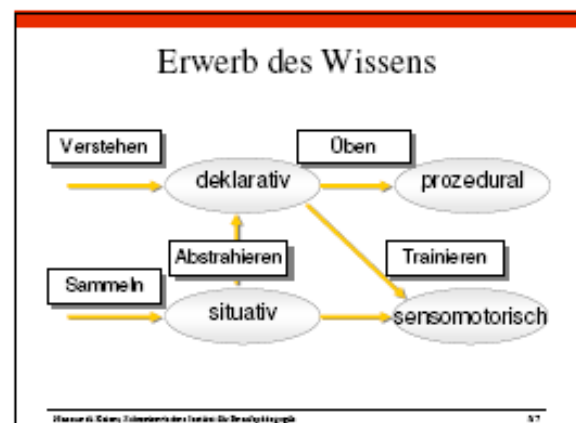 Erwerb des Wissens
Verstehen
Üben
deklarativ
prozedural
Abstrahieren
Trainieren
Sammeln
situativ
sensomotorisch